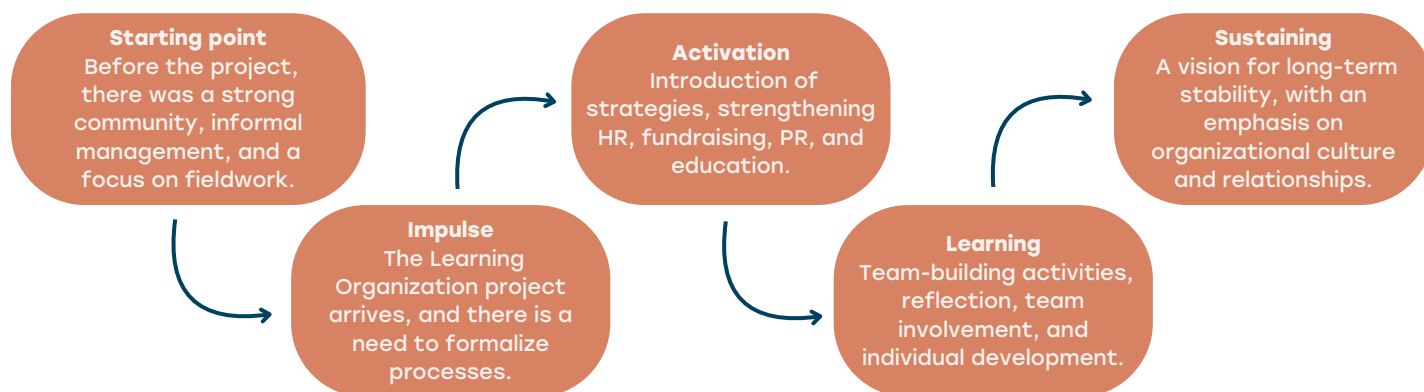 Starting point
Before the project,
there was a strong
community, informal
management, and a
focus on fieldwork.
Impulse
The Learning
Organization project
arrives, and there is a
need to formalize
processes.
Activation
Introduction of
strategies, strengthening
HR, fundraising, PR, and
education.
Learning
Team-building activities,
reflection, team
involvement, and
individual development.
Sustaining
A vision for long-term
stability, with an
emphasis on
organizational culture
and relationships.